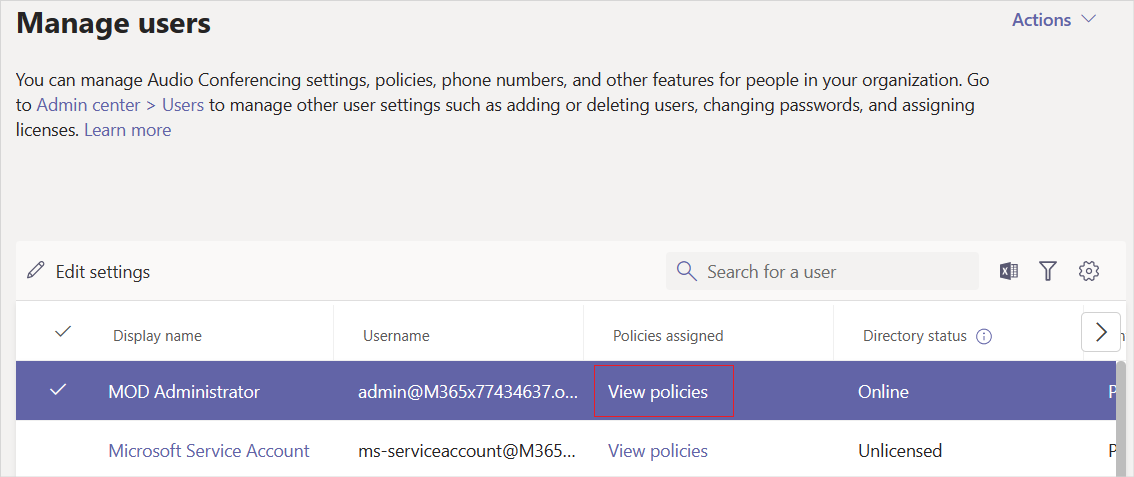 Manage users
Actions
You can manage Audio Conferencing settings, policies, phone numbers, and other features for people in your organization. Go
to Admin center > Users to manage other user settings such as adding or deleting users, changing passwords, and assigning
licenses. Learn more
Edit settings
Search for a user
Display name Username Policies assigned Directory status
MOD Administrator admin@M365x77434637.o... View policies Online
Microsoft Service Account ms-serviceaccount@M365... View policies Unlicensed